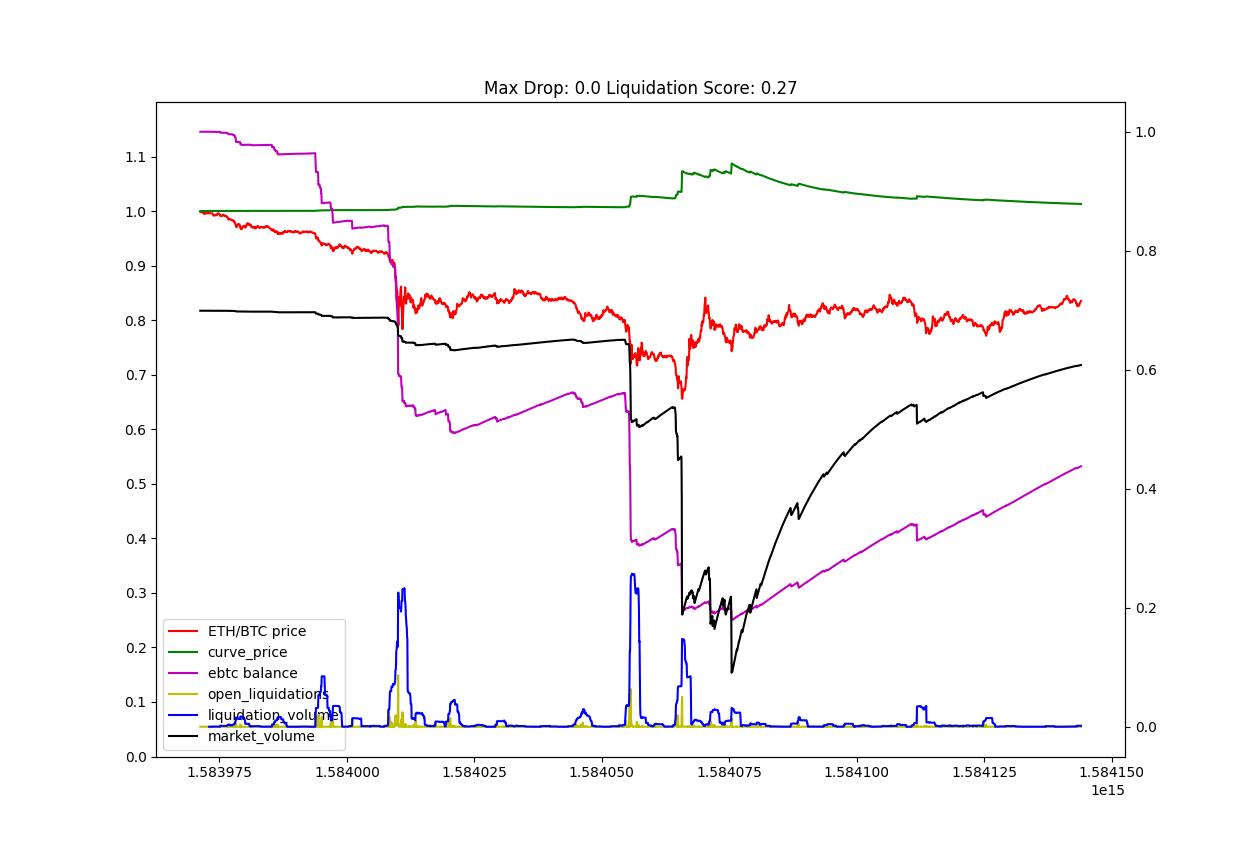 Max Drop: 0.0 Liquidation Score: 0.27
1.1
1.0
0.9
0.8
0.7
0.6
0.5
0.4
0.3
0.2
0.1
0.0
1.0
0.8
0.6
0.4
0.2
0.0
ETH/BTC price
curve_price
ebtc balance
open_liquidations
liquidation_volume
market_volume
1.583975 1.584000 1.584025 1.584050 1.584075 1.584100 1.584125 1.584150
1e15